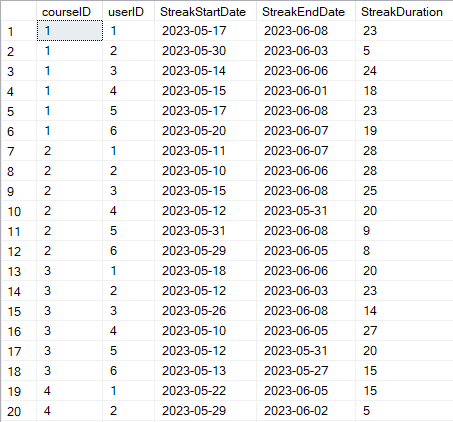 courseID userID StreakStartDate StreakEndDate StreakDuration
1 1 1 2023-05-17 2023-06-08 23
2 1 2 2023-05-30 2023-06-03 5
3 1 3 2023-05-14 2023-06-06 24
4 1 4 2023-05-15 2023-06-01 18
5 1 5 2023-05-17 2023-06-08 23
6 1 6 2023-05-20 2023-06-07 19
7 2 1 2023-05-11 2023-06-07 28
8 2 2 2023-05-10 2023-06-06 28
9 2 3 2023-05-15 2023-06-08 25
10 2 4 2023-05-12 2023-05-31 20
11 2 5 2023-05-31 2023-06-08 9
12 2 6 2023-05-29 2023-06-05 8
13 3 1 2023-05-18 2023-06-06 20
14 3 2 2023-05-12 2023-06-03 23
15 3 3 2023-05-26 2023-06-08 14
16 3 4 2023-05-10 2023-06-05 27
17 3 5 2023-05-12 2023-05-31 20
18 3 6 2023-05-13 2023-05-27 15
19 4 1 2023-05-22 2023-06-05 15
20 4 2 2023-05-29 2023-06-02 5